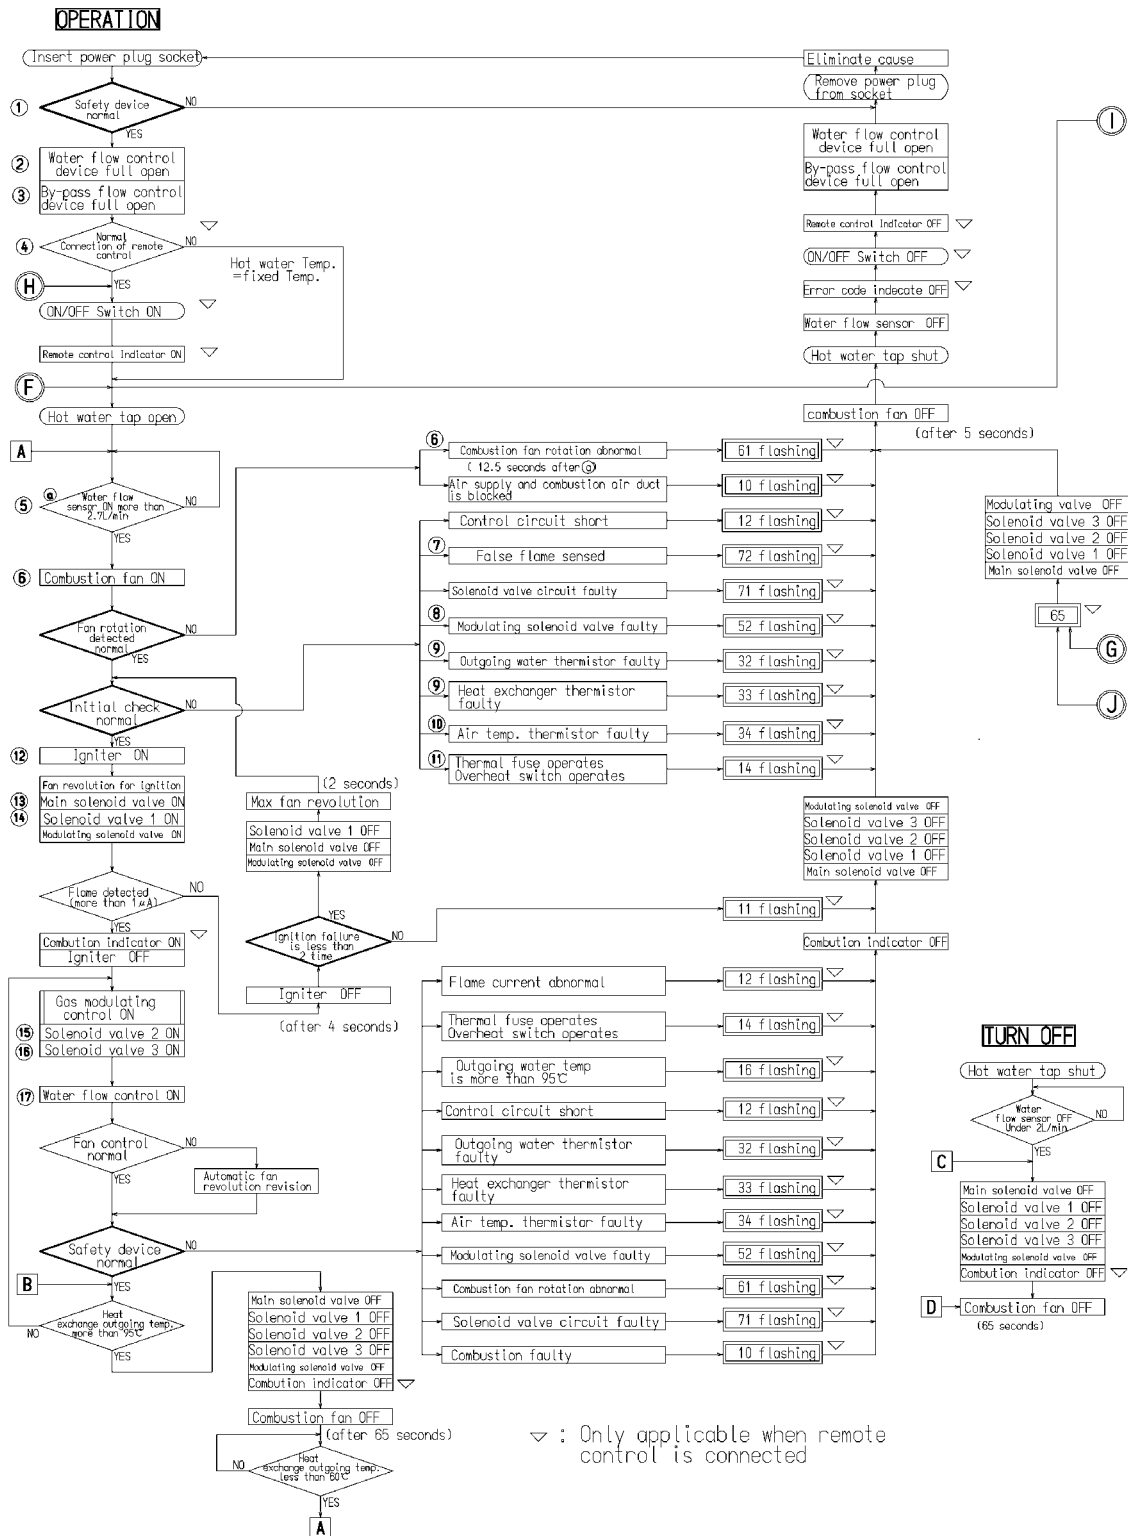 OPERATION
Insert power plug socket
① Safety device
normal
NO
YES
② Water flow control
device full open
③ By-pass flow control
device full open
④ Normal
Connection of remote
control
NO
YES
Hot water Temp.
=fixed Temp.
H
ON/OFF Switch ON
Remote control Indicator ON
F
Hot water tap open
A
ⓐ
⑤ Water flow
sensor ON more than
2.7L/min
NO
YES
⑥ Combustion fan ON
Fan rotation
detected
normal
NO
YES
Initial check
normal
NO
YES
⑫ Igniter ON
Fan revolution for ignition
⑬ Main solenoid valve ON
⑭ Solenoid valve 1 ON
Modulating solenoid valve ON
Flame detected
(more than 1μA)
NO
YES
Combution indicator ON
Igniter OFF
Gas modulating
control ON
⑮ Solenoid valve 2 ON
⑯ Solenoid valve 3 ON
⑰ Water flow control ON
Fan control
normal
NO
YES
Automatic fan
revolution revision
Safety device
normal
NO
YES
B
Heat
exchange outgoing temp.
more than 95℃
NO
YES
(2 seconds)
Max fan revolution
Solenoid valve 1 OFF
Main solenoid valve OFF
Modulating solenoid valve OFF
YES
Ignition failure
is less than
2 time
NO
Igniter OFF
(after 4 seconds)
Main solenoid valve OFF
Solenoid valve 1 OFF
Solenoid valve 2 OFF
Solenoid valve 3 OFF
Modulating solenoid valve OFF
Combution indicator OFF
Combustion fan OFF
(after 65 seconds)
Heat
exchange outgoing temp.
less than 60℃
NO
YES
A
⑥ Combustion fan rotation abnormal
61 flashing
( 12.5 seconds after ⓐ)
Air supply and combustion air duct
is blocked
10 flashing
Control circuit short
12 flashing
⑦ False flame sensed
72 flashing
Solenoid valve circuit faulty
71 flashing
⑧ Modulating solenoid valve faulty
52 flashing
⑨ Outgoing water thermistor faulty
32 flashing
⑨ Heat exchanger thermistor
faulty
33 flashing
⑩ Air temp. thermistor faulty
34 flashing
⑪ Thermal fuse operates
Overheat switch operates
14 flashing
11 flashing
Flame current abnormal
12 flashing
Thermal fuse operates
Overheat switch operates
14 flashing
Outgoing water temp
is more than 95℃
16 flashing
Control circuit short
12 flashing
Outgoing water thermistor
faulty
32 flashing
Heat exchanger thermistor
faulty
33 flashing
Air temp. thermistor faulty
34 flashing
Modulating solenoid valve faulty
52 flashing
Combustion fan rotation abnormal
61 flashing
Solenoid valve circuit faulty
71 flashing
Combustion faulty
10 flashing
Eliminate cause
Remove power plug
from socket
Water flow control
device full open
By-pass flow control
device full open
Remote control Indicator OFF
ON/OFF Switch OFF
Error code indecate OFF
Water flow sensor OFF
Hot water tap shut
combustion fan OFF
(after 5 seconds)
Modulating solenoid valve OFF
Solenoid valve 3 OFF
Solenoid valve 2 OFF
Solenoid valve 1 OFF
Main solenoid valve OFF
Combution indicator OFF
I
Modulating valve OFF
Solenoid valve 3 OFF
Solenoid valve 2 OFF
Solenoid valve 1 OFF
Main solenoid valve OFF
65
G
J
TURN OFF
Hot water tap shut
Water
flow sensor OFF
Under 2L/min
NO
YES
C
Main solenoid valve OFF
Solenoid valve 1 OFF
Solenoid valve 2 OFF
Solenoid valve 3 OFF
Modulating solenoid valve OFF
Combution indicator OFF
D
Combustion fan OFF
(65 seconds)
▽ : Only applicable when remote
control is connected